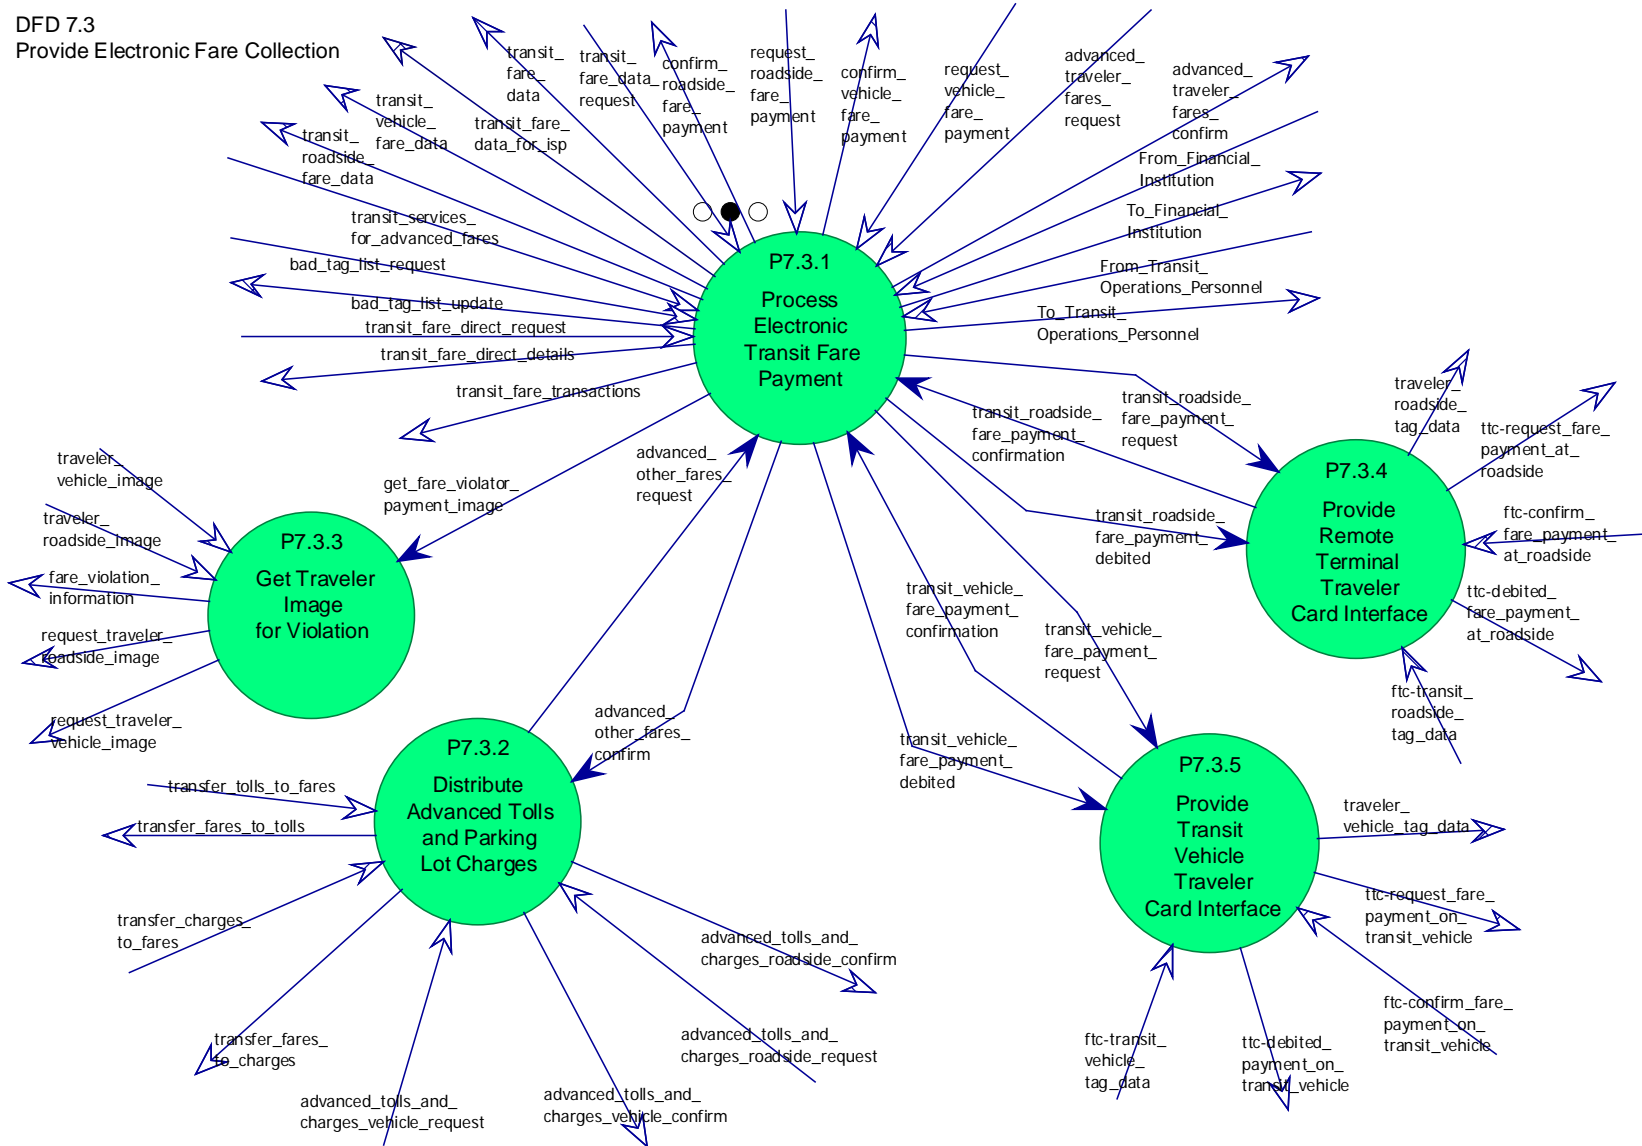 DFD 7.3
Provide Electronic Fare Collection
transit_
fare_
data
transit_
fare_data_
request
confirm_
roadside_
fare_
payment
request_
roadside_
fare_
payment
confirm_
vehicle_
fare_
payment
request_
vehicle_
fare_
payment
advanced_
traveler_
fares_
request
advanced_
traveler_
fares_
confirm
transit_
vehicle_
fare_data
transit_fare_
data_for_isp
transit_
roadside_
fare_data
From_Financial_
Institution
To_Financial_
Institution
transit_services_
for_advanced_fares
bad_tag_list_request
From_Transit_
Operations_Personnel
bad_tag_list_update
To_Transit_
Operations_Personnel
transit_fare_direct_request
transit_fare_direct_details
transit_fare_transactions
P7.3.1
Process
Electronic
Transit Fare
Payment
transit_roadside_
fare_payment_
request
transit_roadside_
fare_payment_
confirmation
traveler_
roadside_
tag_data
ttc-request_fare_
payment_at_
roadside
advanced_
other_fares_
request
get_fare_violator_
payment_image
traveler_
vehicle_image
traveler_
roadside_image
fare_violation_
information
request_traveler_
roadside_image
request_traveler_
vehicle_image
P7.3.3
Get Traveler
Image
for Violation
transit_roadside_
fare_payment_
debited
P7.3.4
Provide
Remote
Terminal
Traveler
Card Interface
ftc-confirm_
fare_payment_
at_roadside
ttc-debited_
fare_payment_
at_roadside
ftc-transit_
roadside_
tag_data
transit_vehicle_
fare_payment_
confirmation
transit_vehicle_
fare_payment_
request
advanced_
other_fares_
confirm
transit_vehicle_
fare_payment_
debited
P7.3.2
Distribute
Advanced Tolls
and Parking
Lot Charges
transfer_tolls_to_fares
transfer_fares_to_tolls
transfer_charges_
to_fares
transfer_fares_
to_charges
advanced_tolls_and_
charges_vehicle_request
advanced_tolls_and_
charges_vehicle_confirm
advanced_tolls_and_
charges_roadside_confirm
advanced_tolls_and_
charges_roadside_request
P7.3.5
Provide
Transit
Vehicle
Traveler
Card Interface
traveler_
vehicle_tag_data
ttc-request_fare_
payment_on_
transit_vehicle
ftc-confirm_fare_
payment_on_
transit_vehicle
ftc-transit_
vehicle_
tag_data
ttc-debited_
payment_on_
transit_vehicle